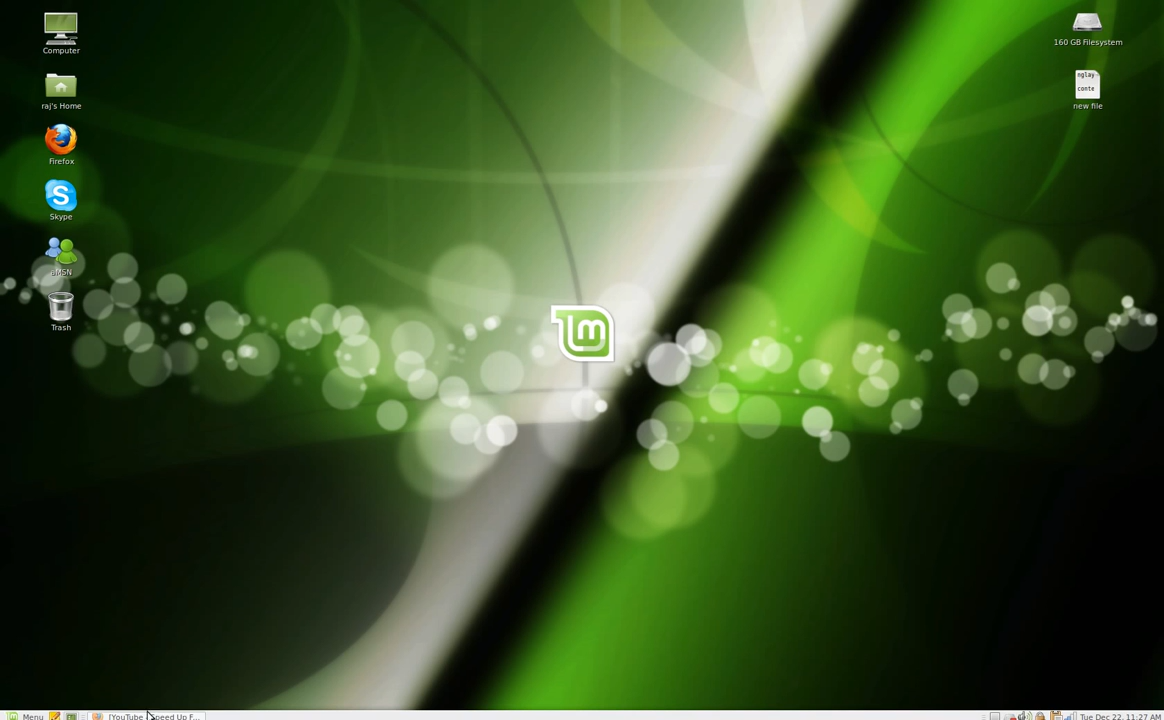 Computer
160 GB Filesystem
nglay-
conte
raj's Home
new file
Firefox
Skype
aMSN
Trash
lm
Menu
[YouTube - Speed Up F...
Tue Dec 22, 11:27 AM